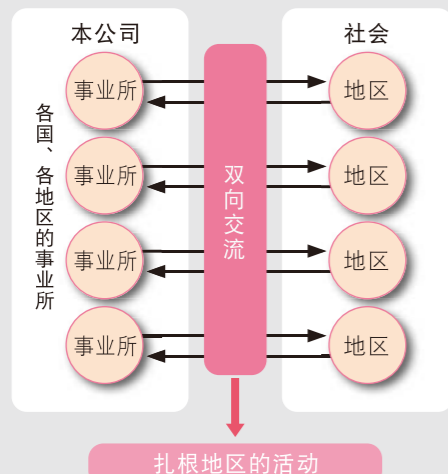 本公司
社会
各国、各地区的事业所
事业所
地区
事业所
地区
事业所
地区
事业所
地区
双向交流
扎根地区的活动